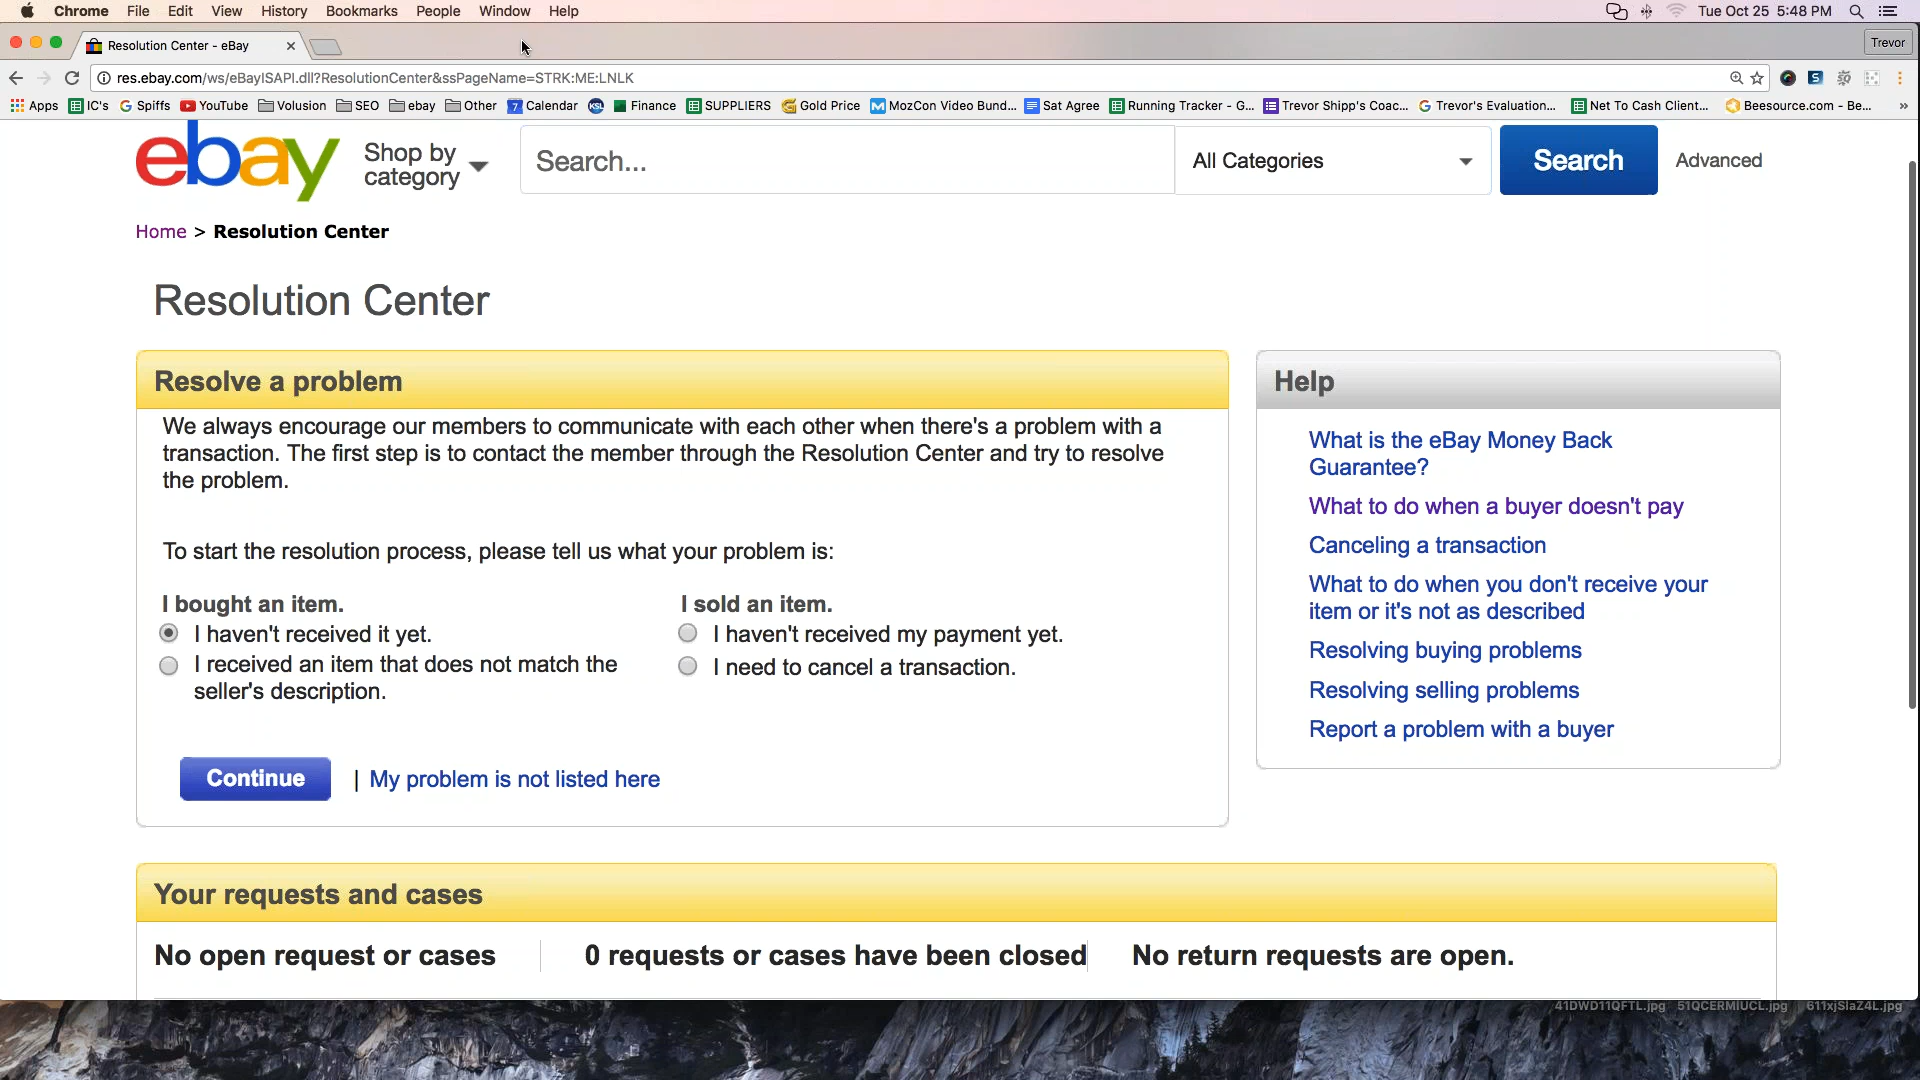 Chrome File Edit View History Bookmarks People Window Help Tue Oct 25 5:48 PM
Resolution Center - eBay Trevor
res.ebay.com/ws/eBayISAPI.dll?ResolutionCenter&ssPageName=STRK:ME:LNLK
Apps IC's Spiffs YouTube Volusion SEO ebay Other 7 Calendar KSL Finance SUPPLIERS Gold Price MozCon Video Bund... Sat Agree Running Tracker - G... Trevor Shipp's Coac... Trevor's Evaluation... Net To Cash Client... Beesource.com - Be... »
ebay
Shop by
category
Search...
All Categories
Search
Advanced
Home > Resolution Center
Resolution Center
Resolve a problem
We always encourage our members to communicate with each other when there's a problem with a
transaction. The first step is to contact the member through the Resolution Center and try to resolve
the problem.
To start the resolution process, please tell us what your problem is:
I bought an item.
I haven't received it yet.
I received an item that does not match the
seller's description.
I sold an item.
I haven't received my payment yet.
I need to cancel a transaction.
Continue | My problem is not listed here
Help
What is the eBay Money Back
Guarantee?
What to do when a buyer doesn't pay
Canceling a transaction
What to do when you don't receive your
item or it's not as described
Resolving buying problems
Resolving selling problems
Report a problem with a buyer
Your requests and cases
No open request or cases
0 requests or cases have been closed
No return requests are open.
41DWD11QFTL.jpg 51QCERMIUCL.jpg 611xjSlaZ4L.jpg